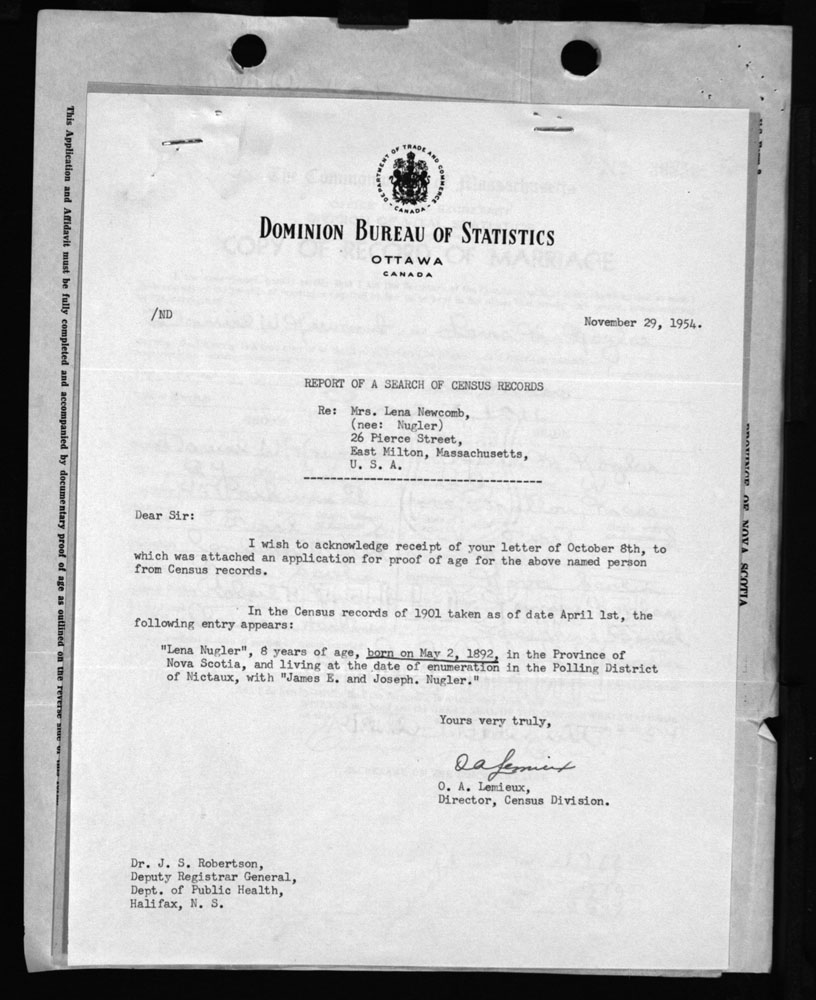 DEPARTMENT OF TRADE AND COMMERCE
CANADA
DOMINION BUREAU OF STATISTICS
OTTAWA
CANADA
/ND
November 29, 1954.
REPORT OF A SEARCH OF CENSUS RECORDS
Re: Mrs. Lena Newcomb,
(nee: Nugler)
26 Pierce Street,
East Milton, Massachusetts,
U. S. A.
Dear Sir:
I wish to acknowledge receipt of your letter of October 8th, to
which was attached an application for proof of age for the above named person
from Census records.
In the Census records of 1901 taken as of date April 1st, the
following entry appears:
"Lena Nugler", 8 years of age, born on May 2, 1892, in the Province of
Nova Scotia, and living at the date of enumeration in the Polling District
of Nictaux, with "James E. and Joseph. Nugler."
Yours very truly,
O A Lemieux
O. A. Lemieux,
Director, Census Division.
Dr. J. S. Robertson,
Deputy Registrar General,
Dept. of Public Health,
Halifax, N. S.
This Application and Affidavit must be fully completed and accompanied by documentary proof of age as outlined on the reverse side of
PROVINCE OF NOVA SCOTIA
COPY OF RECORD OF MARRIAGE